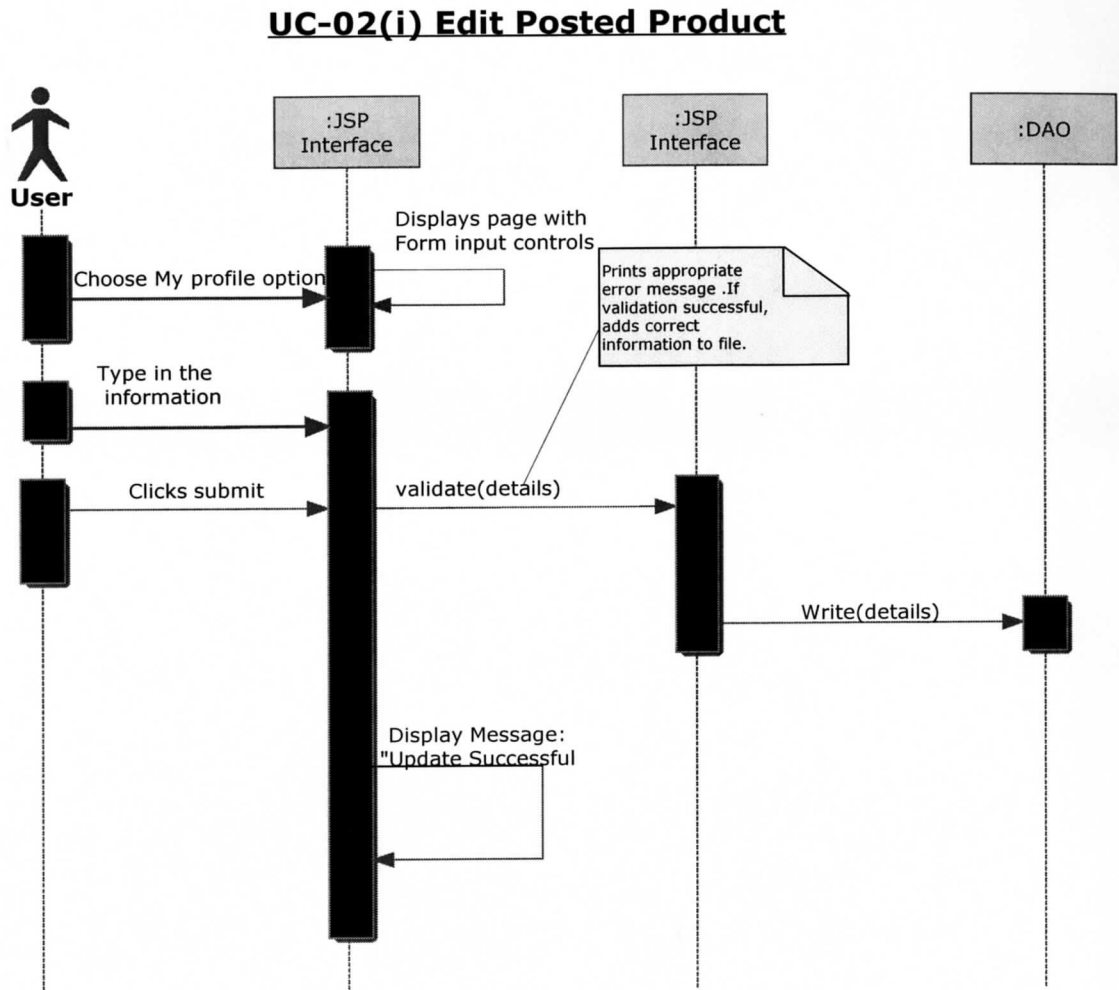 UC-02(i) Edit Posted Product
:JSP
Interface
:JSP
Interface
:DAO
User
Displays page with
Form input controls
Choose My profile option
Prints appropriate
error message .If
validation successful,
adds correct
information to file.
Type in the
information
Clicks submit
validate(details)
Write(details)
Display Message:
"Update Successful